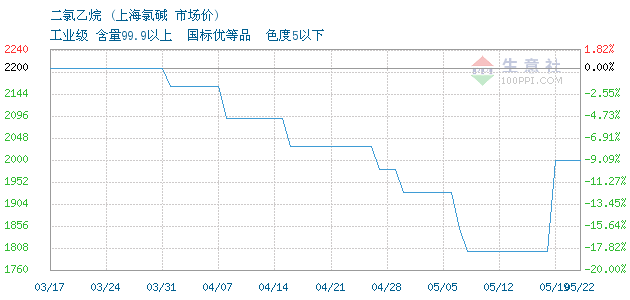 二氯乙烷 (上海氯碱 市场价)
工业级 含量99.9以上 国标优等品 色度5以下
2240 1.82%
2200 0.00%
2144 -2.55%
2096 -4.73%
2048 -6.91%
2000 -9.09%
1952 -11.27%
1904 -13.45%
1856 -15.64%
1808 -17.82%
1760 -20.00%
生意社
100PPI.COM
03/17 03/24 03/31 04/07 04/14 04/21 04/28 05/05 05/12 05/19 05/22